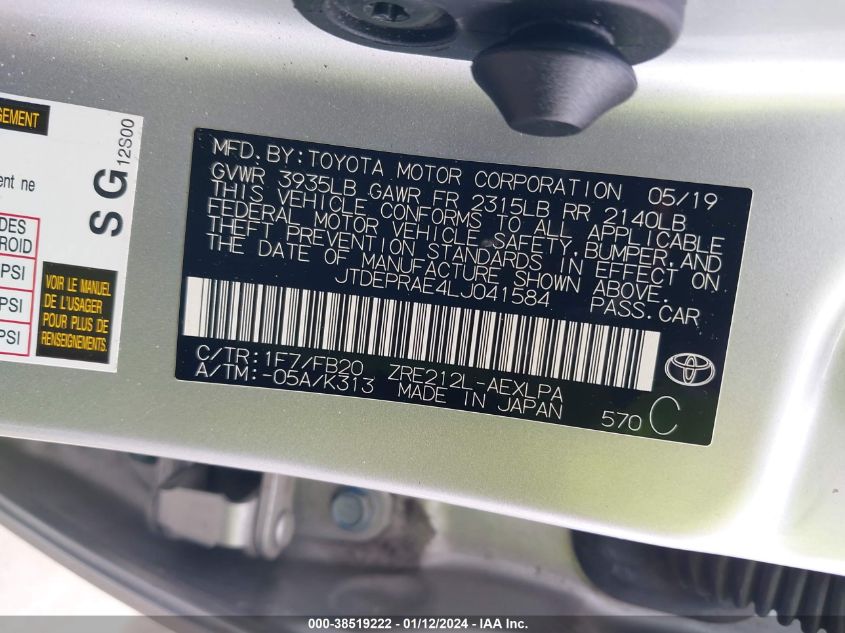 GEMENT
ment ne
DES
ROID
PSI
PSI
PSI
SG 12S00
VOIR LE MANUEL
DE L'USAGER
POUR PLUS DE
RENSEIGNEMENTS.
MFD. BY: TOYOTA MOTOR CORPORATION 05/19
GVWR 3935LB GAWR FR 2315LB RR 2140LB
THIS VEHICLE CONFORMS TO ALL APPLICABLE
FEDERAL MOTOR VEHICLE SAFETY, BUMPER, AND
THEFT PREVENTION STANDARDS IN EFFECT ON
THE DATE OF MANUFACTURE SHOWN ABOVE.
JTDEPRAE4LJ041584 PASS. CAR
C/TR: 1F7/FB20 ZRE212L-AEXLPA
A/TM: -05A/K313 MADE IN JAPAN 570 C
000-38519222 - 01/12/2024 - IAA Inc.